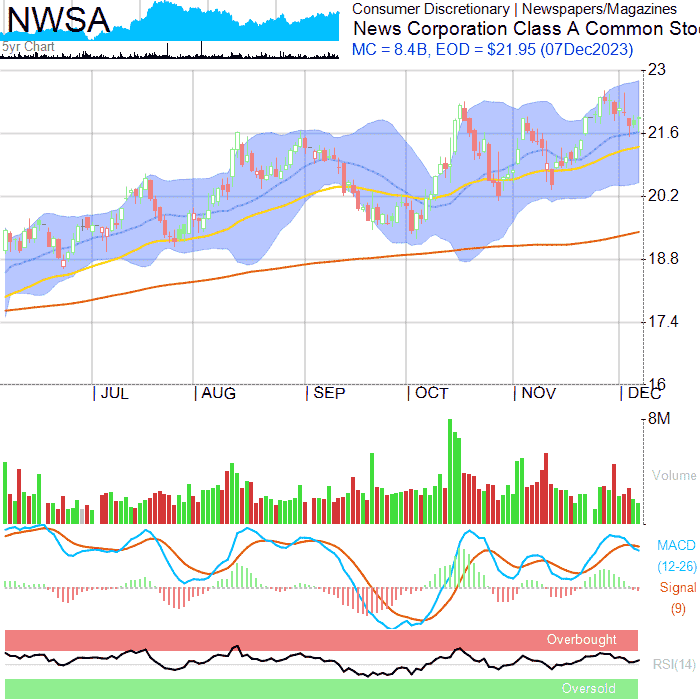 NWSA
5yr Chart
Consumer Discretionary | Newspapers/Magazines
News Corporation Class A Common Sto
MC = 8.4B, EOD = $21.95 (07Dec2023)
23
21.6
20.2
18.8
17.4
16
JUL AUG SEP OCT NOV DEC
8M
Volume
MACD
(12-26)
Signal
(9)
Overbought
RSI(14)
Oversold